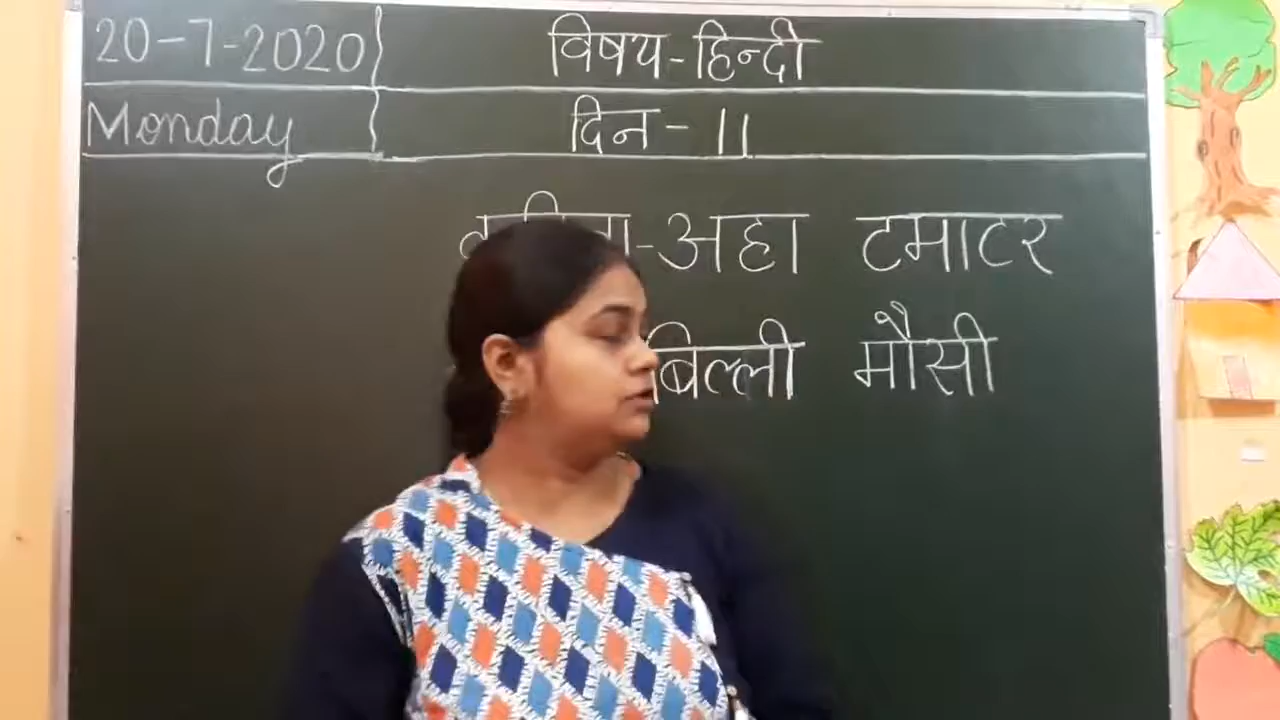 20-7-2020 विषय-हिन्दी
Monday दिन- 11
-अहा टमाटर
बिल्ली मौसी